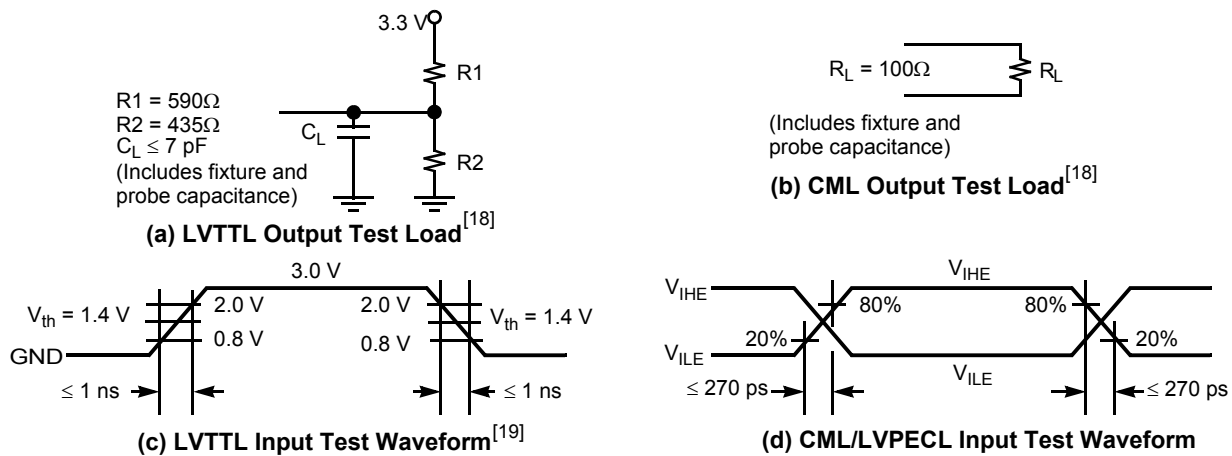 3.3 V
R1
R1 = 590Ω
R2 = 435Ω
C_L ≤ 7 pF
(Includes fixture and
probe capacitance)
C_L
R2
(a) LVTTL Output Test Load[18]
R_L = 100Ω
R_L
(Includes fixture and
probe capacitance)
(b) CML Output Test Load[18]
3.0 V
V_th = 1.4 V
2.0 V
0.8 V
2.0 V
0.8 V
V_th = 1.4 V
GND
≤ 1 ns
≤ 1 ns
(c) LVTTL Input Test Waveform[19]
V_IHE
V_IHE
80%
80%
20%
20%
V_ILE
V_ILE
≤ 270 ps
≤ 270 ps
(d) CML/LVPECL Input Test Waveform